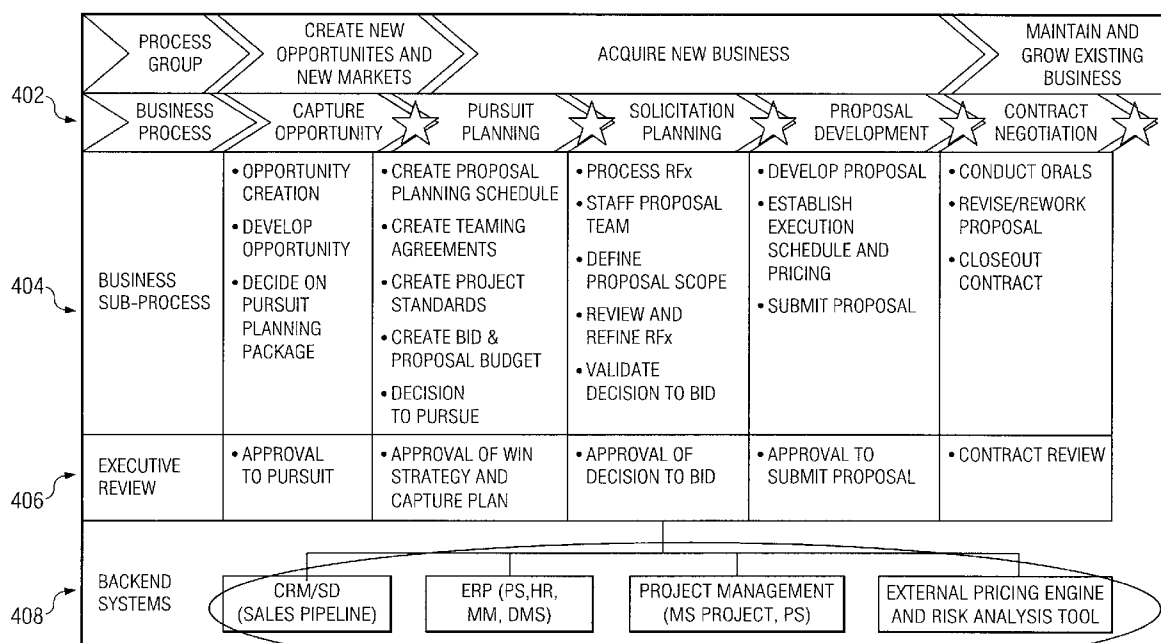 PROCESS
GROUP
CREATE NEW
OPPORTUNITES AND
NEW MARKETS
ACQUIRE NEW BUSINESS
MAINTAIN AND
GROW EXISTING
BUSINESS
402
BUSINESS
PROCESS
CAPTURE
OPPORTUNITY
PURSUIT
PLANNING
SOLICITATION
PLANNING
PROPOSAL
DEVELOPMENT
CONTRACT
NEGOTIATION
404
BUSINESS
SUB-PROCESS
• OPPORTUNITY
CREATION
• DEVELOP
OPPORTUNITY
• DECIDE ON
PURSUIT
PLANNING
PACKAGE
• CREATE PROPOSAL
PLANNING SCHEDULE
• CREATE TEAMING
AGREEMENTS
• CREATE PROJECT
STANDARDS
• CREATE BID &
PROPOSAL BUDGET
• DECISION
TO PURSUE
• PROCESS RFx
• STAFF PROPOSAL
TEAM
• DEFINE
PROPOSAL SCOPE
• REVIEW AND
REFINE RFx
• VALIDATE
DECISION TO BID
• DEVELOP PROPOSAL
• ESTABLISH
EXECUTION
SCHEDULE AND
PRICING
• SUBMIT PROPOSAL
• CONDUCT ORALS
• REVISE/REWORK
PROPOSAL
• CLOSEOUT
CONTRACT
406
EXECUTIVE
REVIEW
• APPROVAL
TO PURSUIT
• APPROVAL OF WIN
STRATEGY AND
CAPTURE PLAN
• APPROVAL OF
DECISION TO BID
• APPROVAL TO
SUBMIT PROPOSAL
• CONTRACT REVIEW
408
BACKEND
SYSTEMS
CRM/SD
(SALES PIPELINE)
ERP (PS,HR,
MM, DMS)
PROJECT MANAGEMENT
(MS PROJECT, PS)
EXTERNAL PRICING ENGINE
AND RISK ANALYSIS TOOL